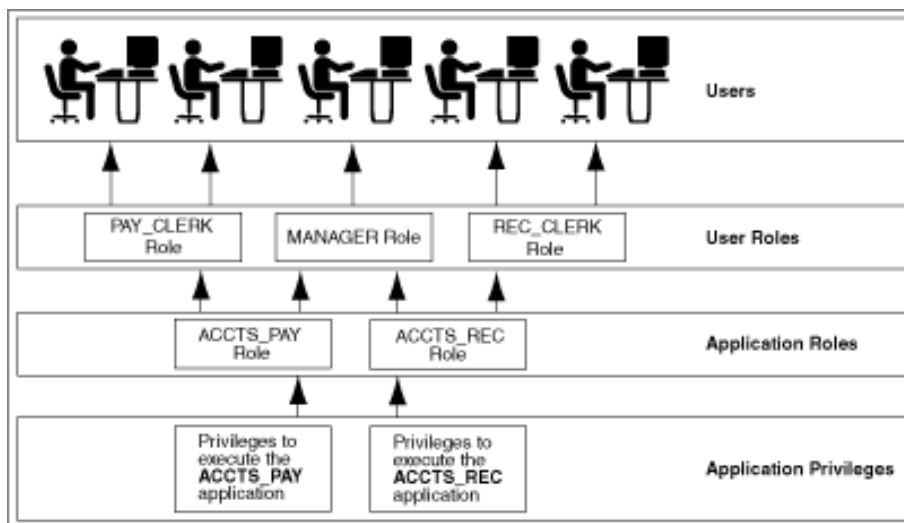 Users
PAY_CLERK
Role
MANAGER Role
REC_CLERK
Role
User Roles
ACCTS_PAY
Role
ACCTS_REC
Role
Application Roles
Privileges to
execute the
ACCTS_PAY
application
Privileges to
execute the
ACCTS_REC
application
Application Privileges